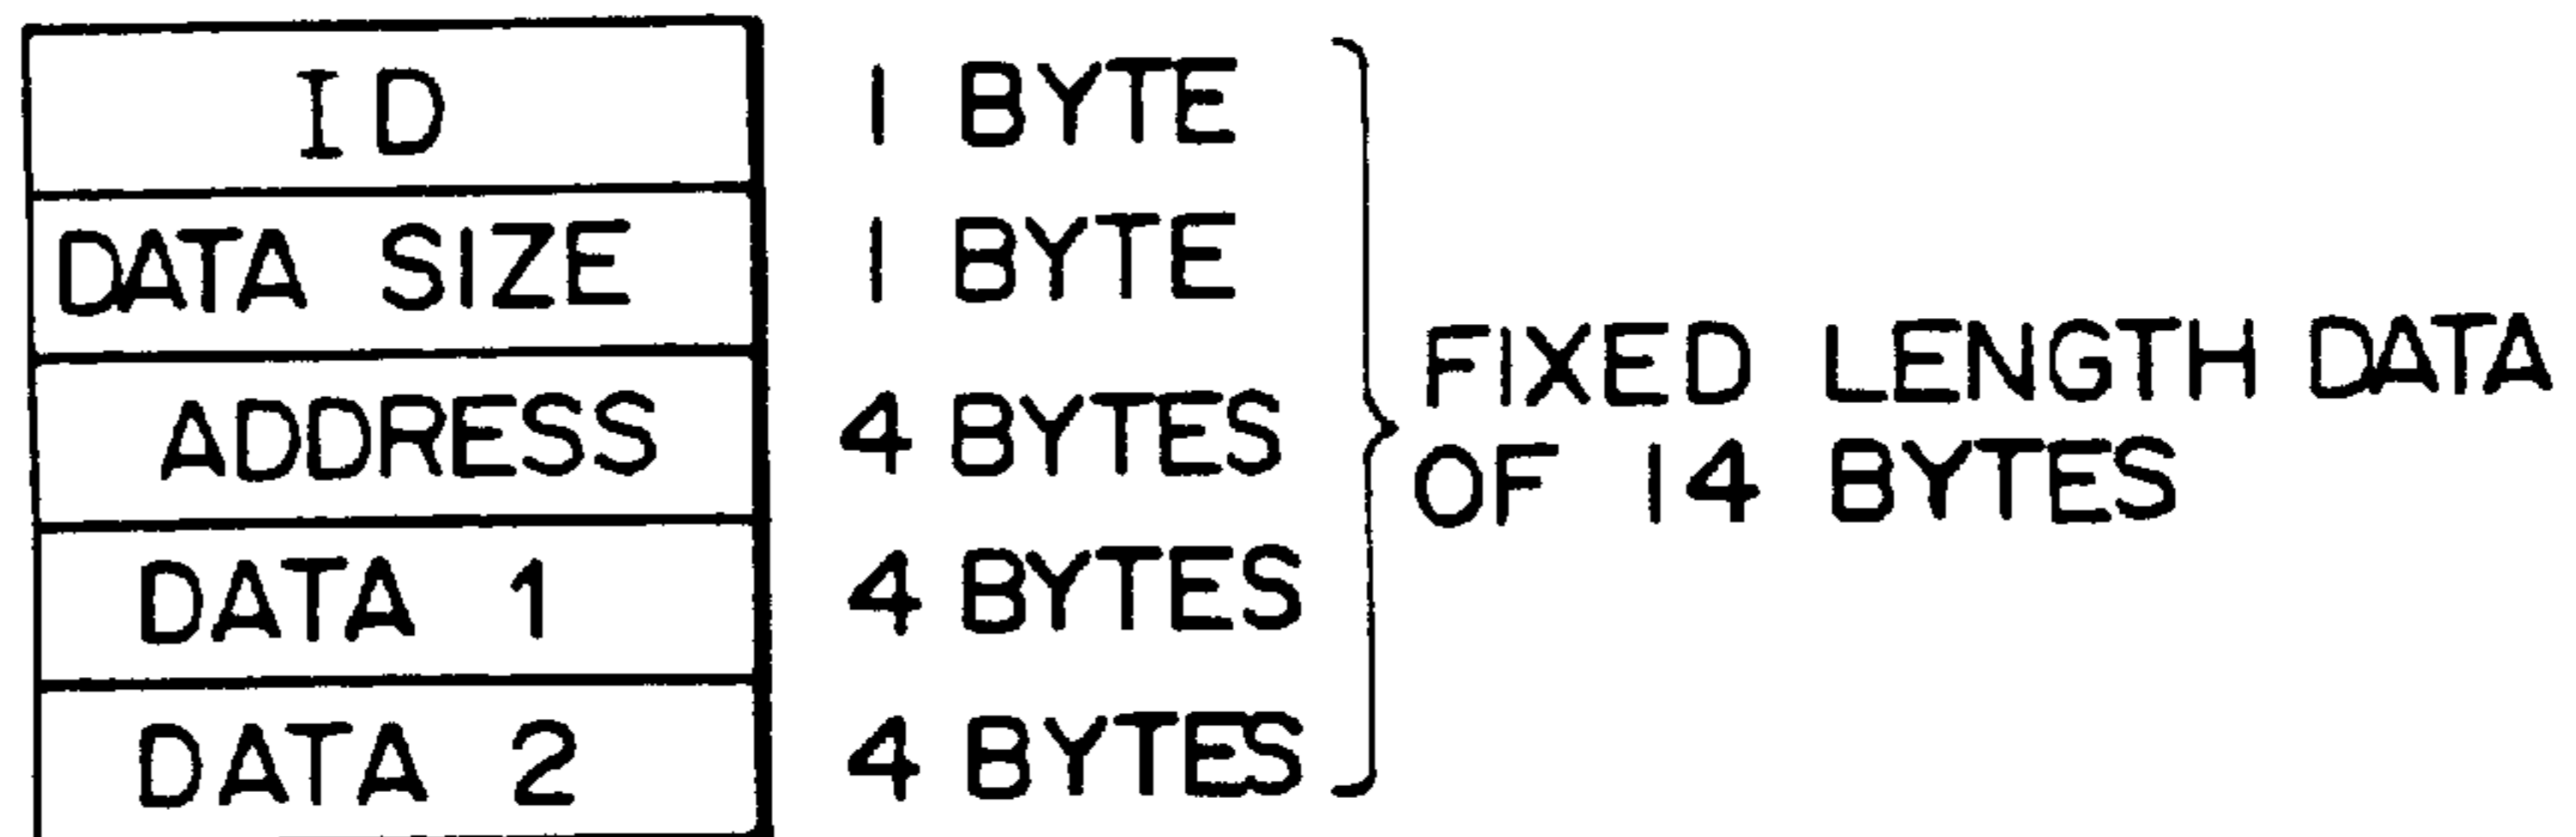 ID 1 BYTE
DATA SIZE 1 BYTE
ADDRESS 4 BYTES
DATA 1 4 BYTES
DATA 2 4 BYTES
FIXED LENGTH DATA
OF 14 BYTES